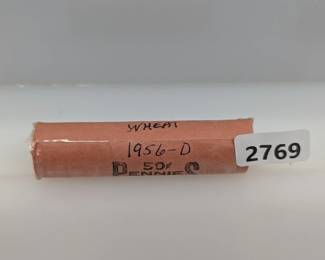 WHEAT
1956-D
50¢
PENNIES
2769